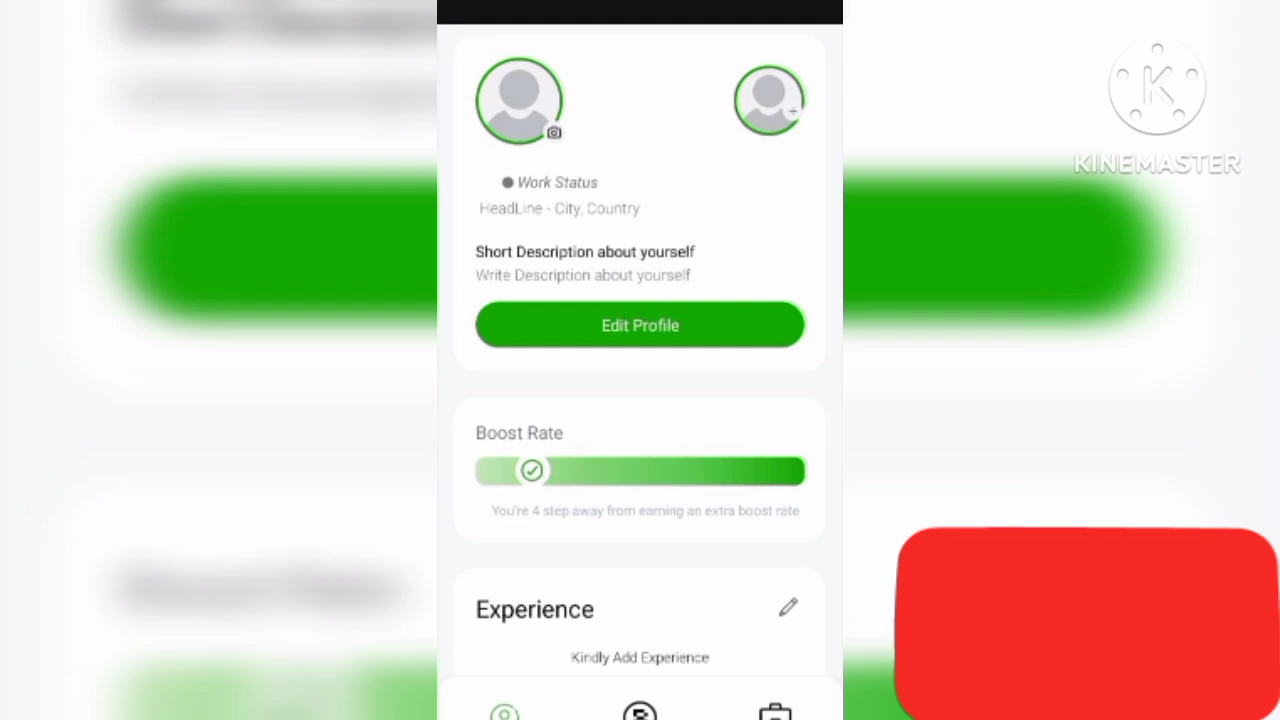 KINEMASTER
Work Status
HeadLine - City, Country
Short Description about yourself
Write Description about yourself
Edit Profile
Boost Rate
You're 4 step away from earning an extra boost rate
Experience
Kindly Add Experience